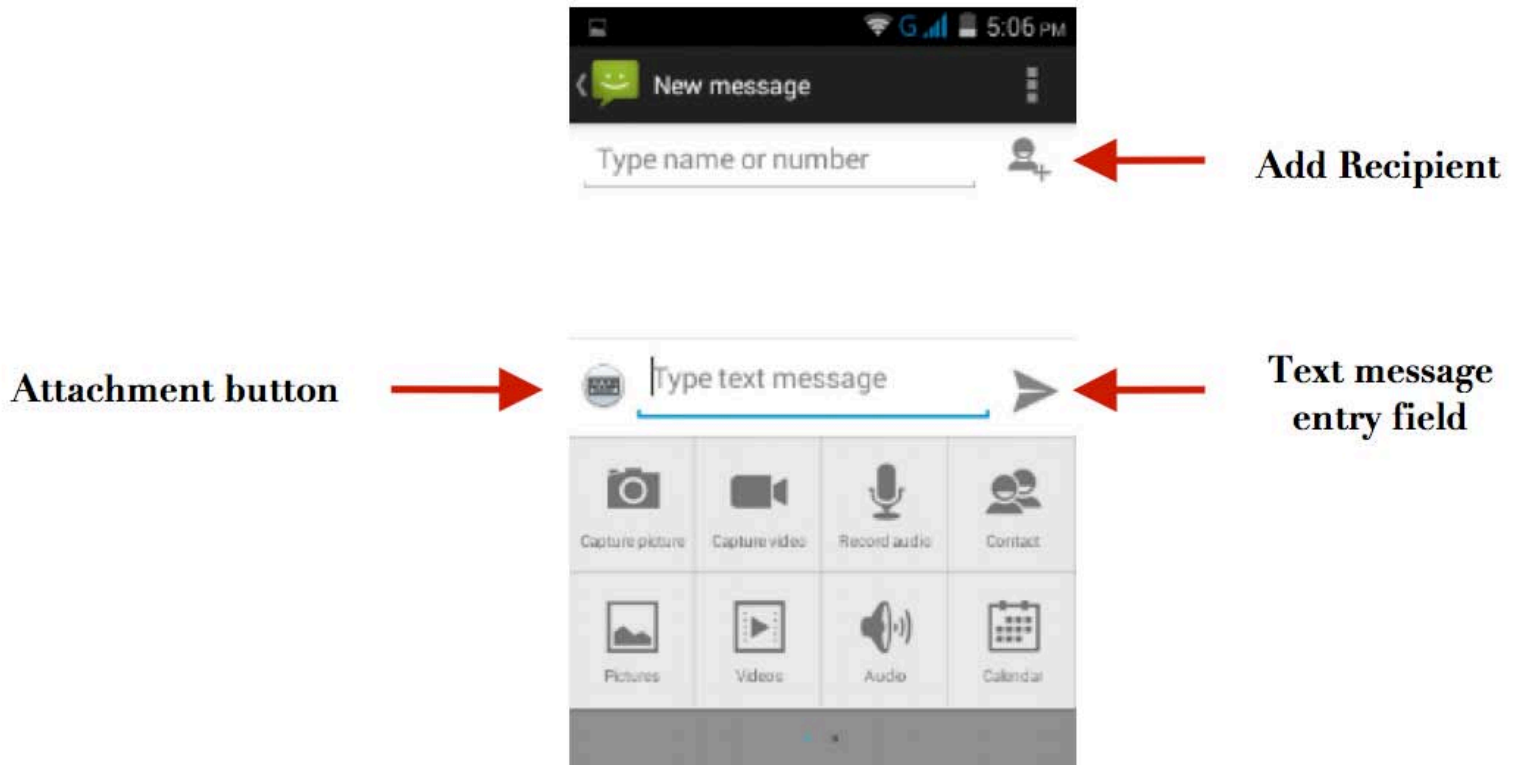 G 5:06 PM
New message
Type name or number
Add Recipient
Attachment button
Type text message
Text message
entry field
Capture picture Capture video Record audio Contact
Pictures Videos Audio Calendar